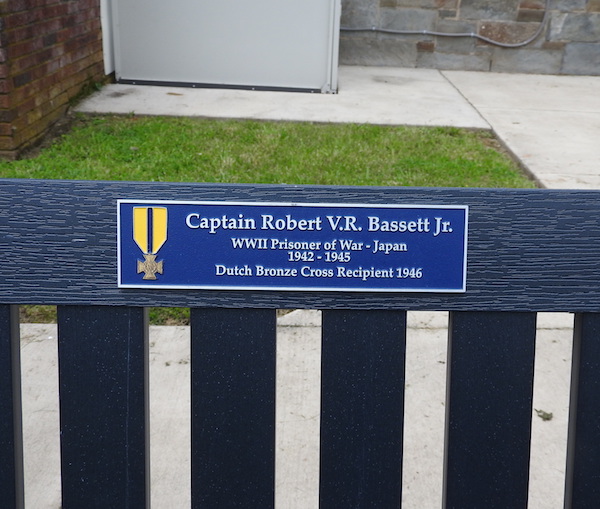 Captain Robert V.R. Bassett Jr.
WWII Prisoner of War - Japan
1942 - 1945
Dutch Bronze Cross Recipient 1946